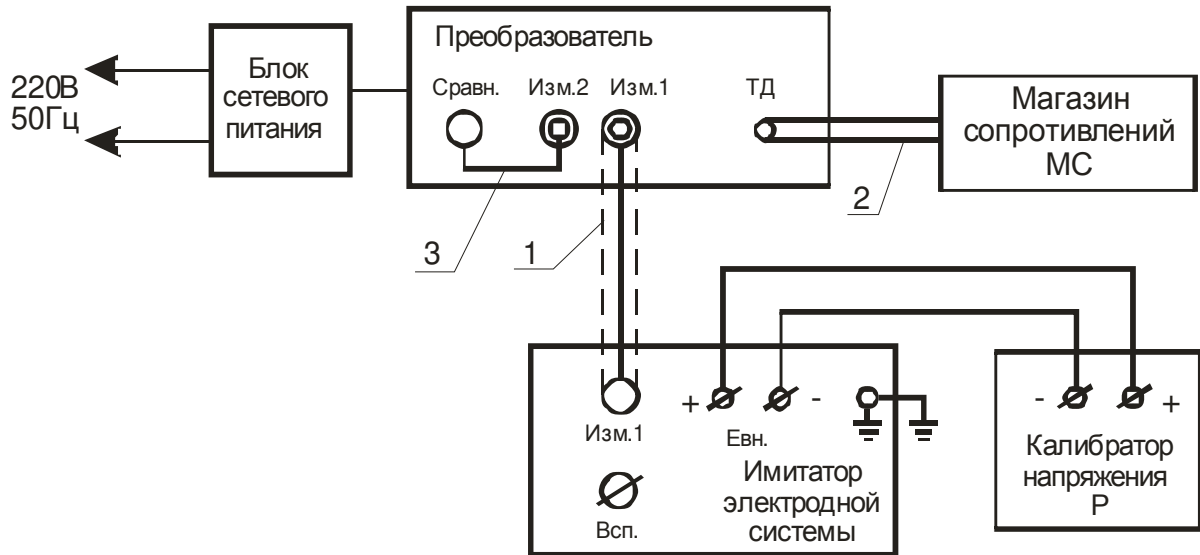 220В
50Гц
Блок
сетевого
питания
Преобразователь
Сравн.
Изм.2
Изм.1
ТД
Магазин
сопротивлений
МС
3
1
2
Изм.1
+
-
Евн.
Всп.
Имитатор
электродной
системы
-
+
Калибратор
напряжения
Р